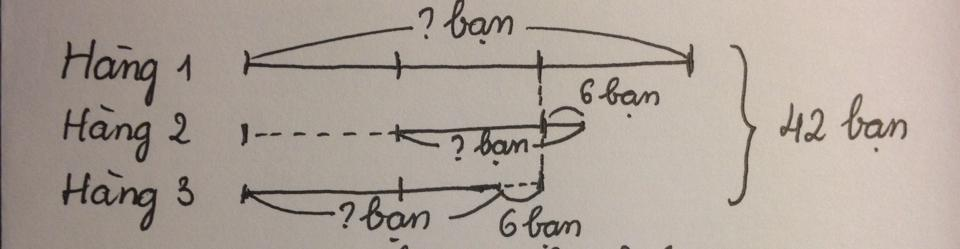 ? bạn
Hàng 1
6 bạn
Hàng 2
? bạn
42 bạn
Hàng 3
? bạn
6 bạn